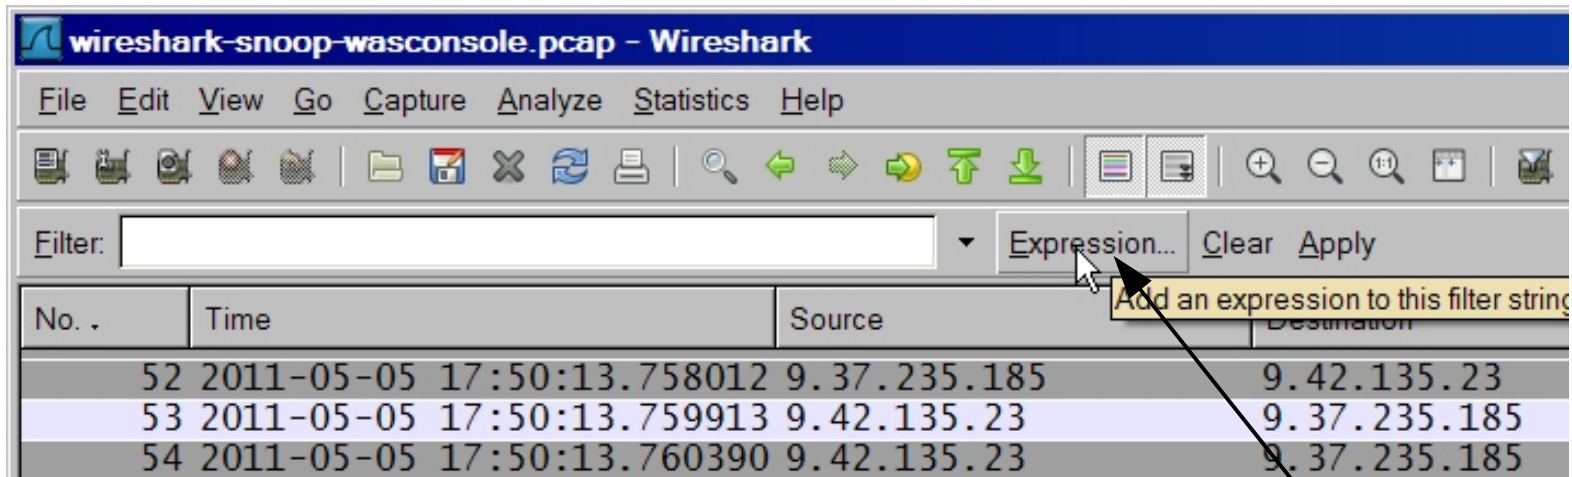 wireshark-snoop-wasconsole.pcap - Wireshark
File Edit View Go Capture Analyze Statistics Help
1:1
Filter: Expression... Clear Apply
Add an expression to this filter string
No. . Time Source Destination
52 2011-05-05 17:50:13.758012 9.37.235.185 9.42.135.23
53 2011-05-05 17:50:13.759913 9.42.135.23 9.37.235.185
54 2011-05-05 17:50:13.760390 9.42.135.23 9.37.235.185